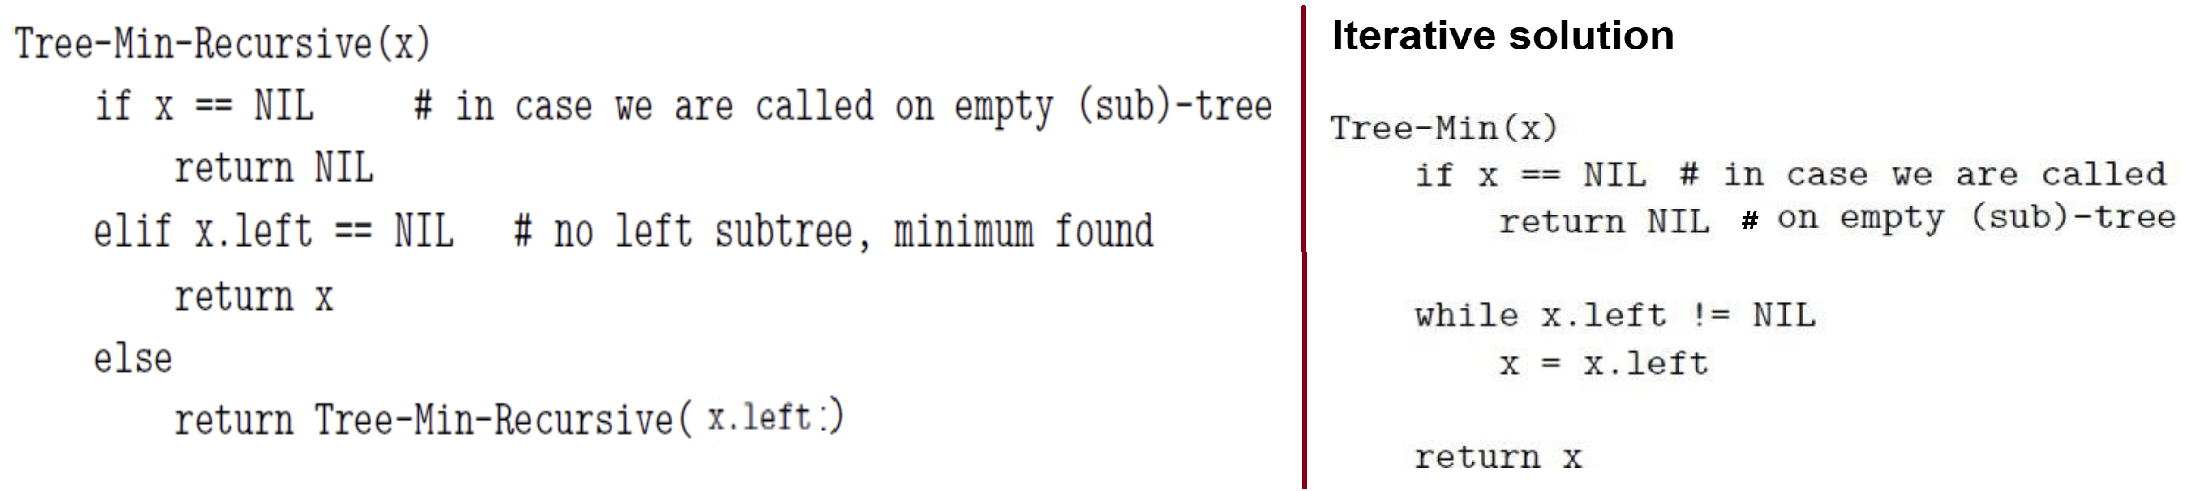 Tree-Min-Recursive(x)
if x == NIL # in case we are called on empty (sub)-tree
return NIL
elif x.left == NIL # no left subtree, minimum found
return x
else
return Tree-Min-Recursive( x.left:)
Iterative solution
Tree-Min(x)
if x == NIL # in case we are called
return NIL # on empty (sub)-tree
while x.left != NIL
x = x.left
return x